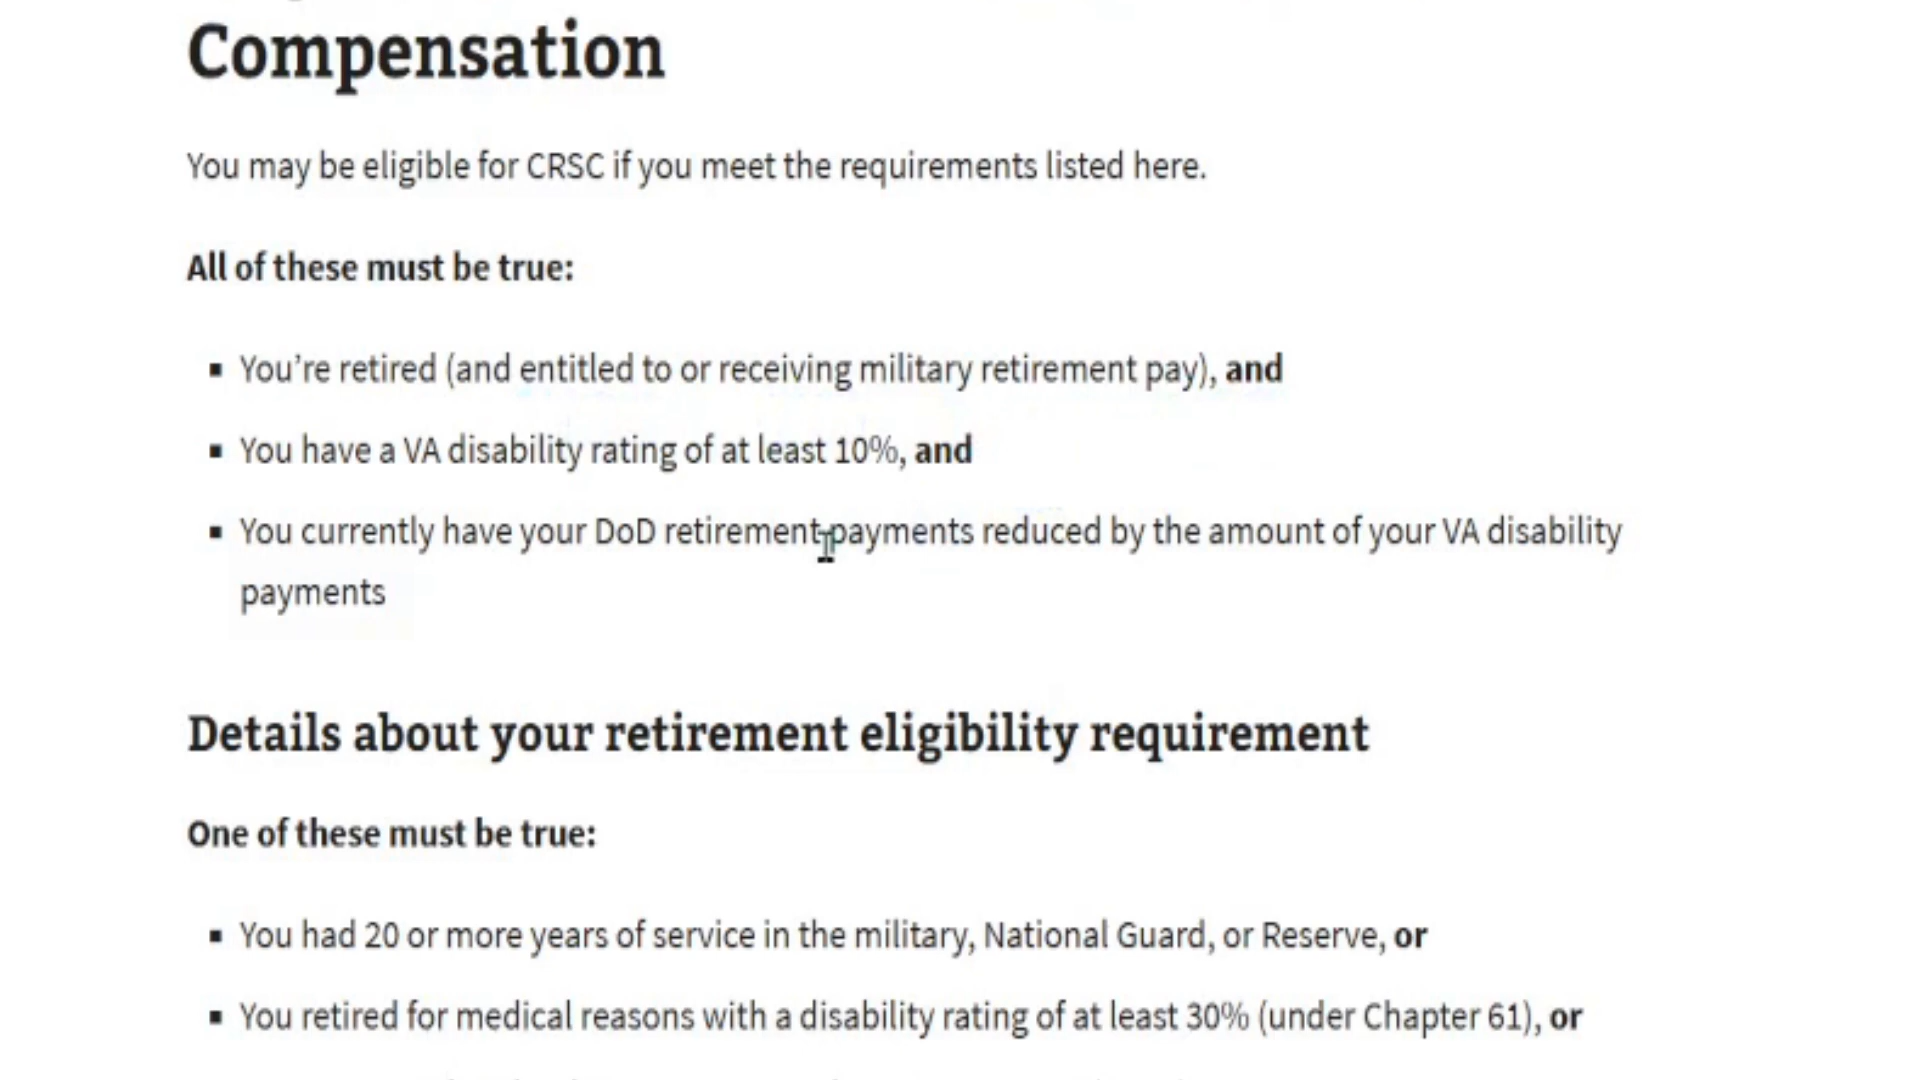 Compensation
You may be eligible for CRSC if you meet the requirements listed here.
All of these must be true:
▪ You’re retired (and entitled to or receiving military retirement pay), and
▪ You have a VA disability rating of at least 10%, and
▪ You currently have your DoD retirement payments reduced by the amount of your VA disability
payments
Details about your retirement eligibility requirement
One of these must be true:
▪ You had 20 or more years of service in the military, National Guard, or Reserve, or
▪ You retired for medical reasons with a disability rating of at least 30% (under Chapter 61), or